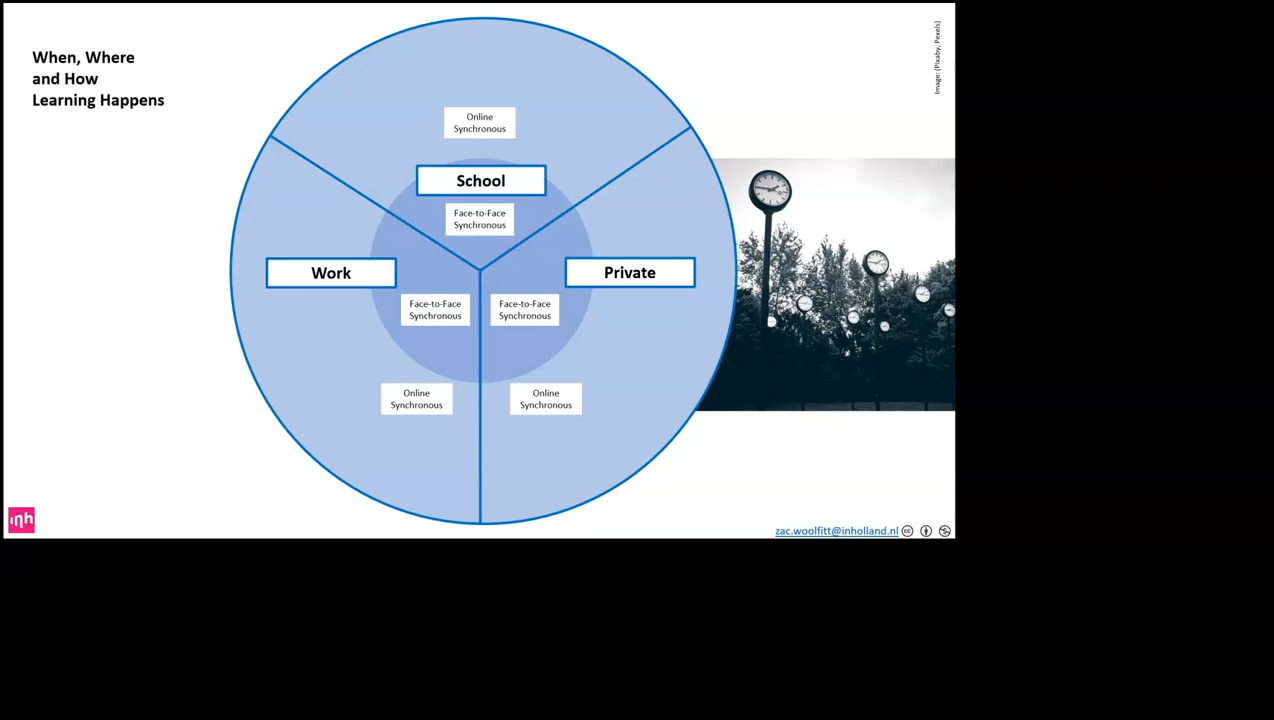 When, Where
and How
Learning Happens
Image: (Pixaby, Pexels)
Online
Synchronous
School
Face-to-Face
Synchronous
Work
Private
Face-to-Face
Synchronous
Face-to-Face
Synchronous
Online
Synchronous
Online
Synchronous
inh
zac.woolfitt@inholland.nl